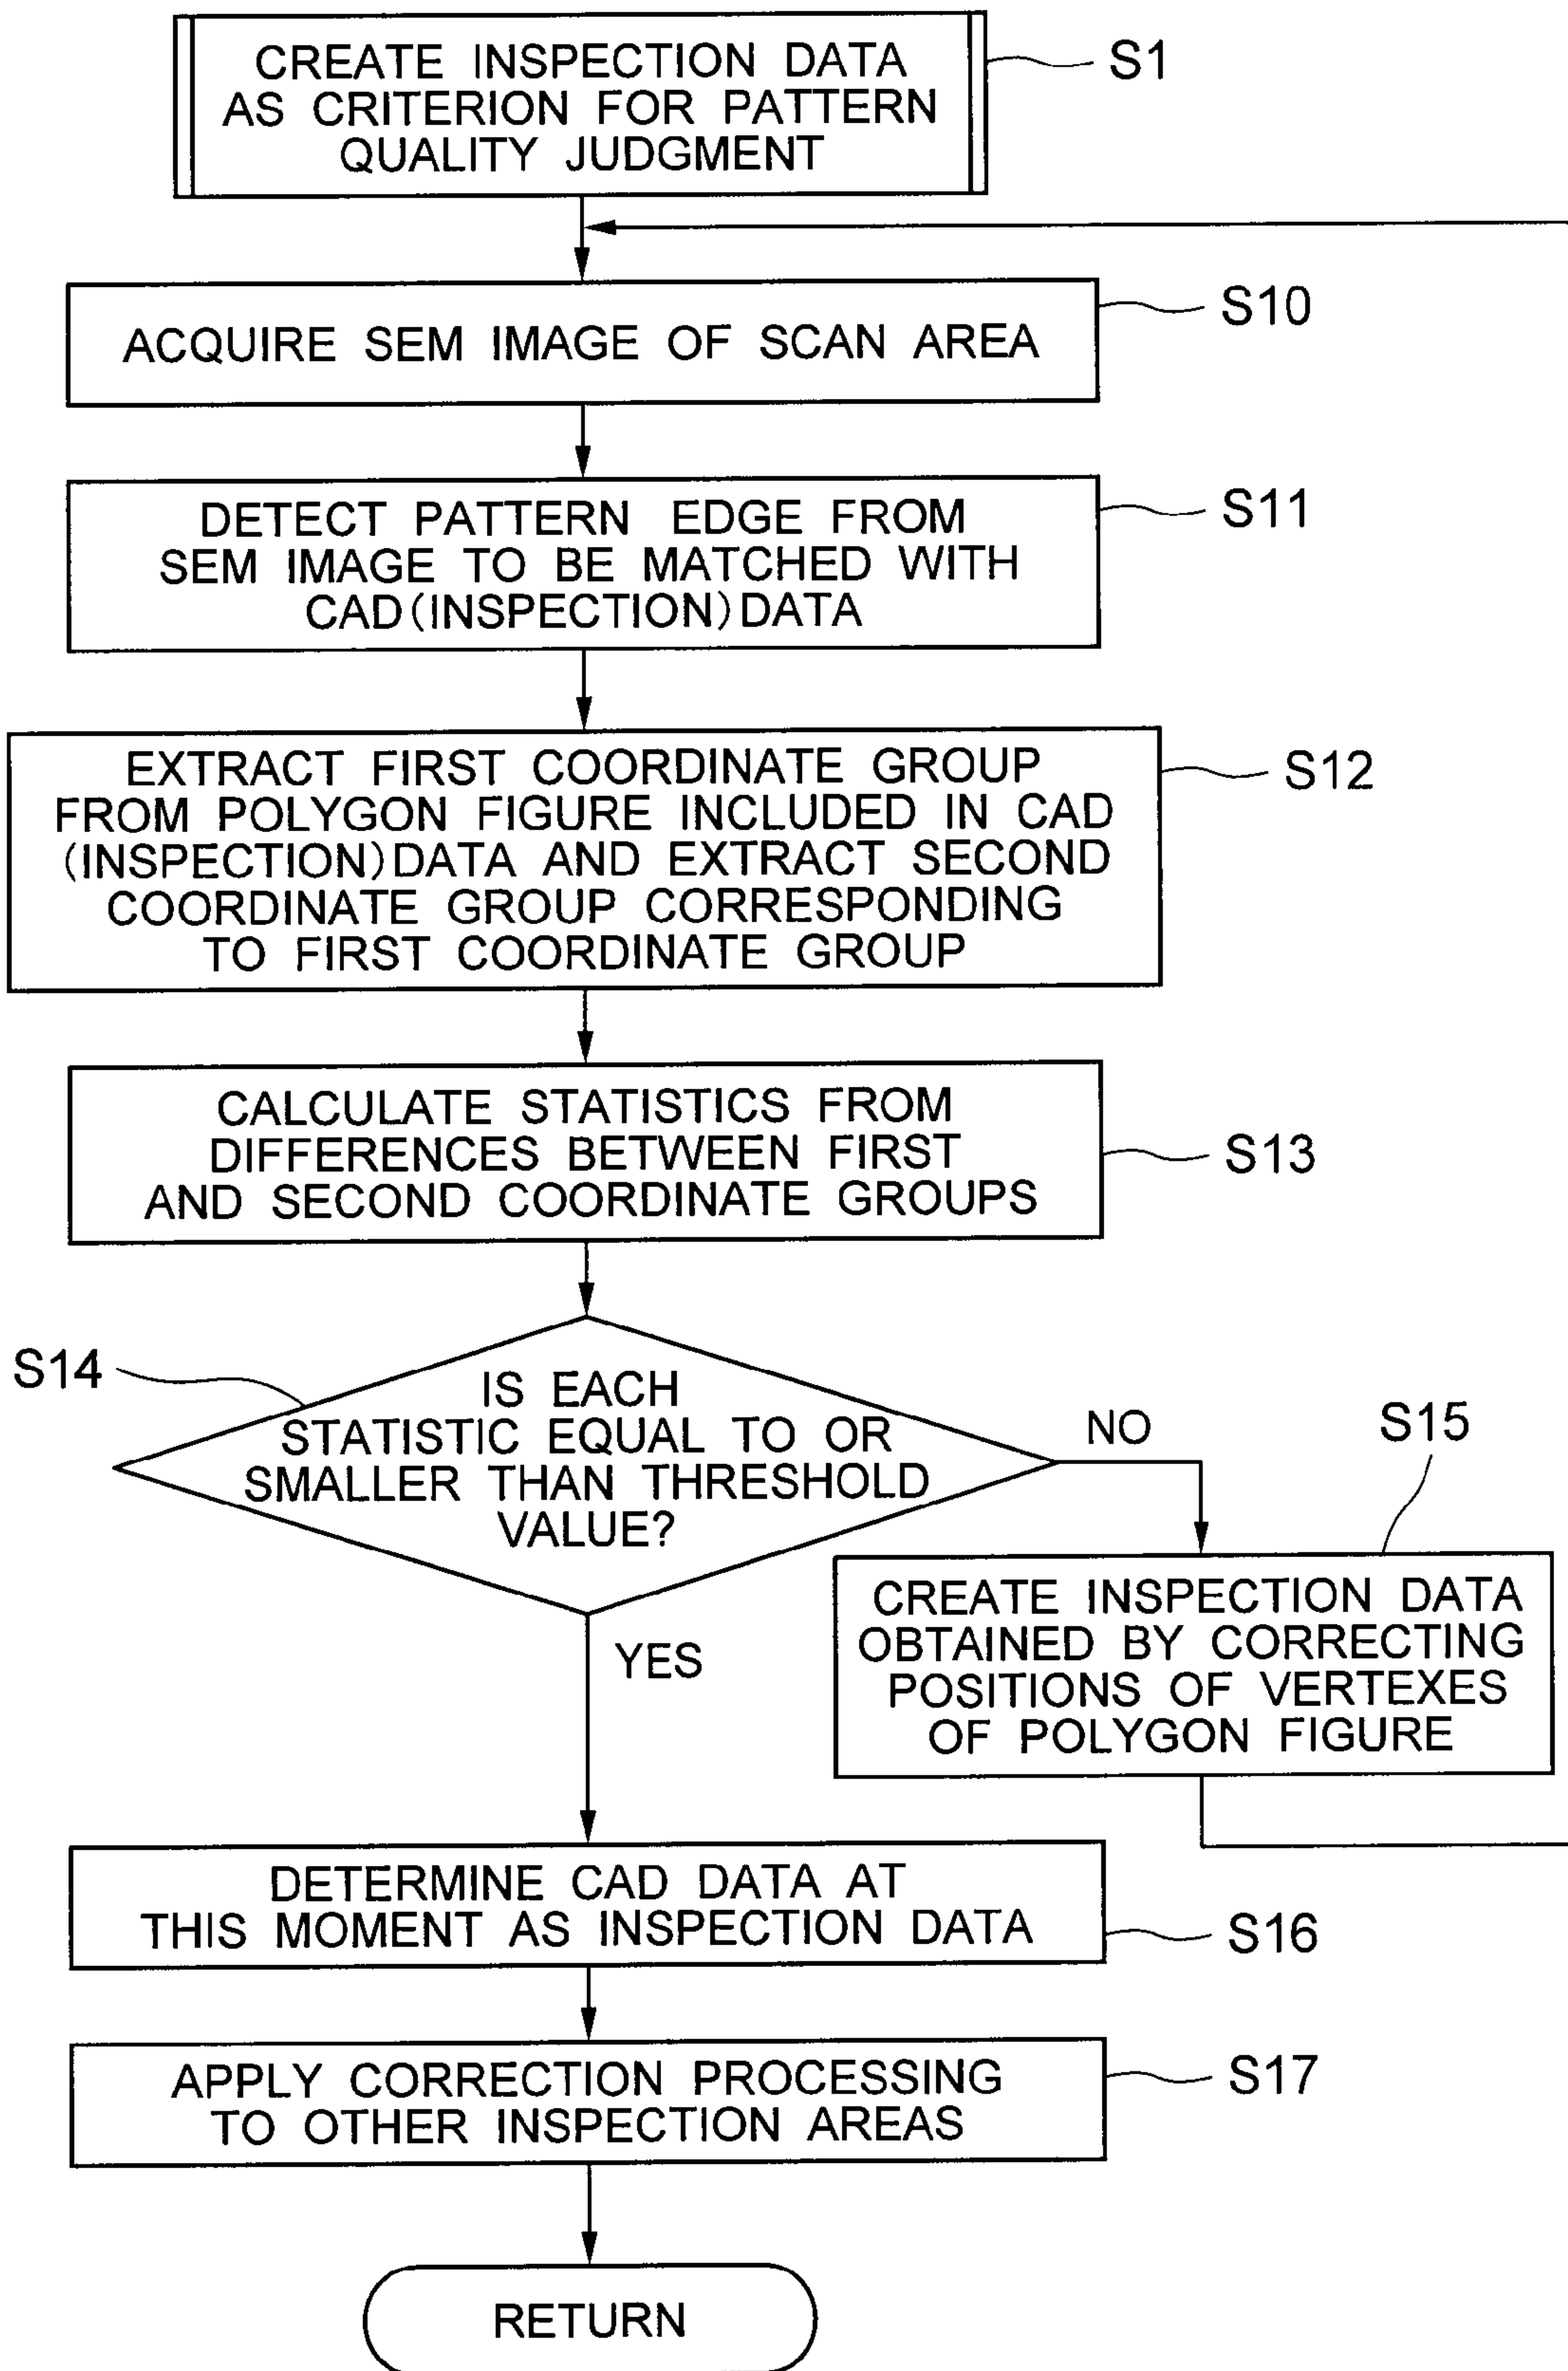 CREATE INSPECTION DATA
AS CRITERION FOR PATTERN
QUALITY JUDGMENT
S1
ACQUIRE SEM IMAGE OF SCAN AREA
S10
DETECT PATTERN EDGE FROM
SEM IMAGE TO BE MATCHED WITH
CAD(INSPECTION)DATA
S11
EXTRACT FIRST COORDINATE GROUP
FROM POLYGON FIGURE INCLUDED IN CAD
(INSPECTION)DATA AND EXTRACT SECOND
COORDINATE GROUP CORRESPONDING
TO FIRST COORDINATE GROUP
S12
CALCULATE STATISTICS FROM
DIFFERENCES BETWEEN FIRST
AND SECOND COORDINATE GROUPS
S13
S14
IS EACH
STATISTIC EQUAL TO OR
SMALLER THAN THRESHOLD
VALUE?
NO
S15
CREATE INSPECTION DATA
OBTAINED BY CORRECTING
POSITIONS OF VERTEXES
OF POLYGON FIGURE
YES
DETERMINE CAD DATA AT
THIS MOMENT AS INSPECTION DATA
S16
APPLY CORRECTION PROCESSING
TO OTHER INSPECTION AREAS
S17
RETURN